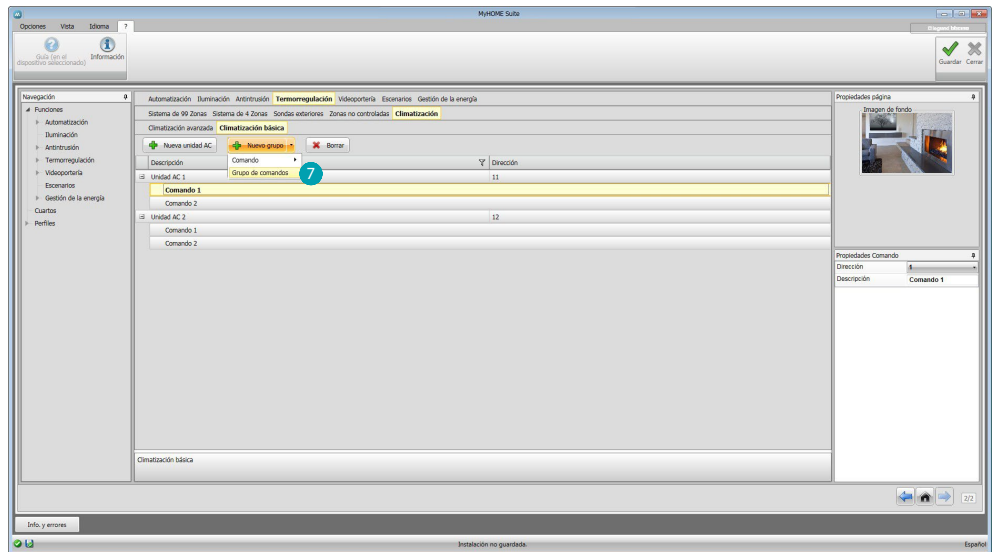 MyHOME Suite
Opciones Vista Idioma ?
Guía (en el dispositivo seleccionado)
Información
Guardar Cerrar
Navegación
Funciones
Automatización
Iluminación
Antintrusión
Termorregulación
Videoportería
Escenarios
Gestión de la energía
Cuartos
Perfiles
Automatización Iluminación Antintrusión Termorregulación Videoportería Escenarios Gestión de la energía
Sistema de 99 Zonas Sistema de 4 Zonas Sondas exteriores Zonas no controladas Climatización
Climatización avanzada Climatización básica
Nueva unidad AC Nuevo grupo Borrar
Descripción Dirección
Comando
Grupo de comandos 7
Unidad AC 1 11
Comando 1
Comando 2
Unidad AC 2 12
Comando 1
Comando 2
Climatización básica
Propiedades página
Imagen de fondo
Propiedades Comando
Dirección 1
Descripción Comando 1
2/2
Info. y errores
Instalación no guardada. Español